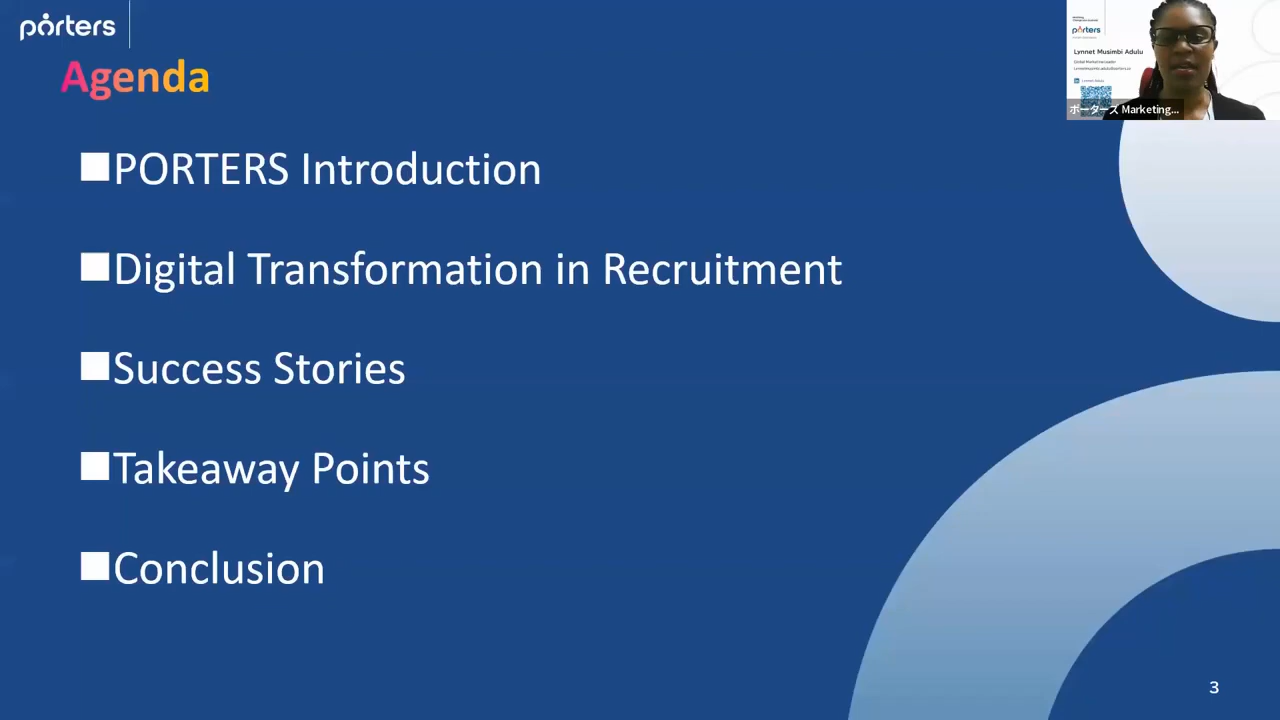 porters
Agenda
■PORTERS Introduction
■Digital Transformation in Recruitment
■Success Stories
■Takeaway Points
■Conclusion
3
porters
Lynnet Musimbi Adulu
ポーターズ Marketing...